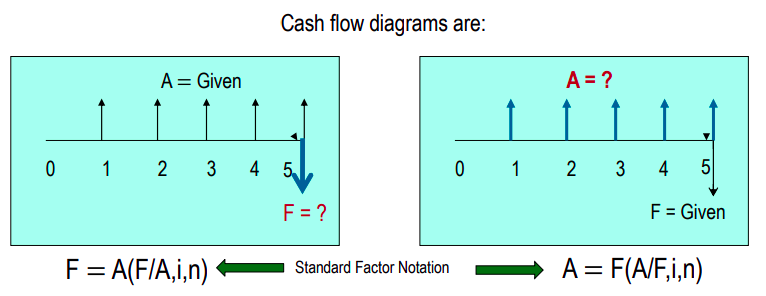 Cash flow diagrams are:
A = Given
0 1 2 3 4 5
F = ?
A = ?
0 1 2 3 4 5
F = Given
F = A(F/A,i,n)
Standard Factor Notation
A = F(A/F,i,n)